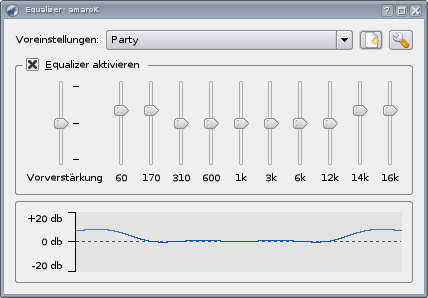 Equalizer - amaroK
Voreinstellungen: Party
Equalizer aktivieren
Vorverstärkung 60 170 310 600 1k 3k 6k 12k 14k 16k
+20 db
0 db
-20 db